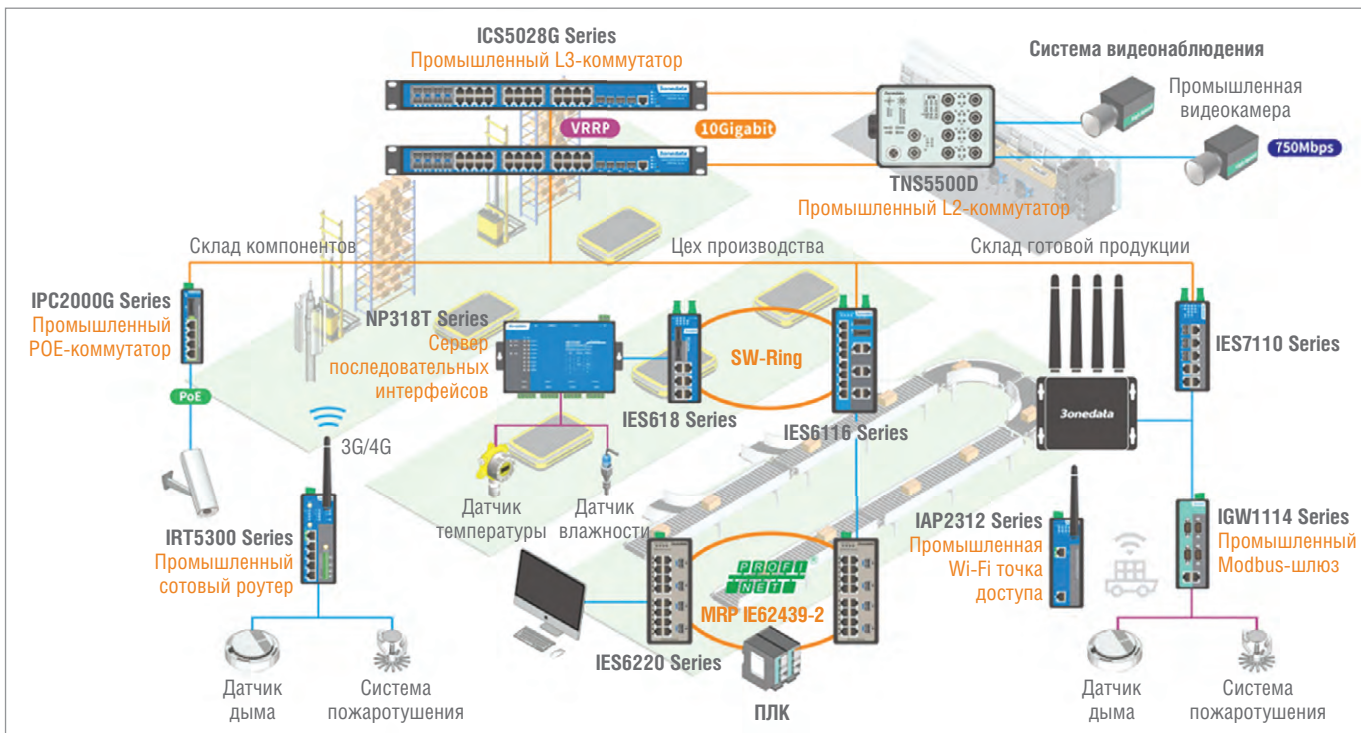 ICS5028G Series
Промышленный L3-коммутатор
3onedata
VRRP
10Gigabit
3onedata
Система видеонаблюдения
Промышленная
видеокамера
750Mbps
3onedata
TNS5500D
Промышленный L2-коммутатор
Склад компонентов
Цех производства
Склад готовой продукции
IPC2000G Series
Промышленный
POE-коммутатор
PoE
NP318T Series
Сервер
последовательных
интерфейсов
IES618 Series
SW-Ring
IES6116 Series
3onedata
IES7110 Series
3G/4G
IRT5300 Series
Промышленный
сотовый роутер
Датчик
температуры
Датчик
влажности
PROFI
NET
MRP IE62439-2
IES6220 Series
ПЛК
IAP2312 Series
Промышленная
Wi-Fi точка
доступа
IGW1114 Series
Промышленный
Modbus-шлюз
Датчик
дыма
Система
пожаротушения
Датчик
дыма
Система
пожаротушения